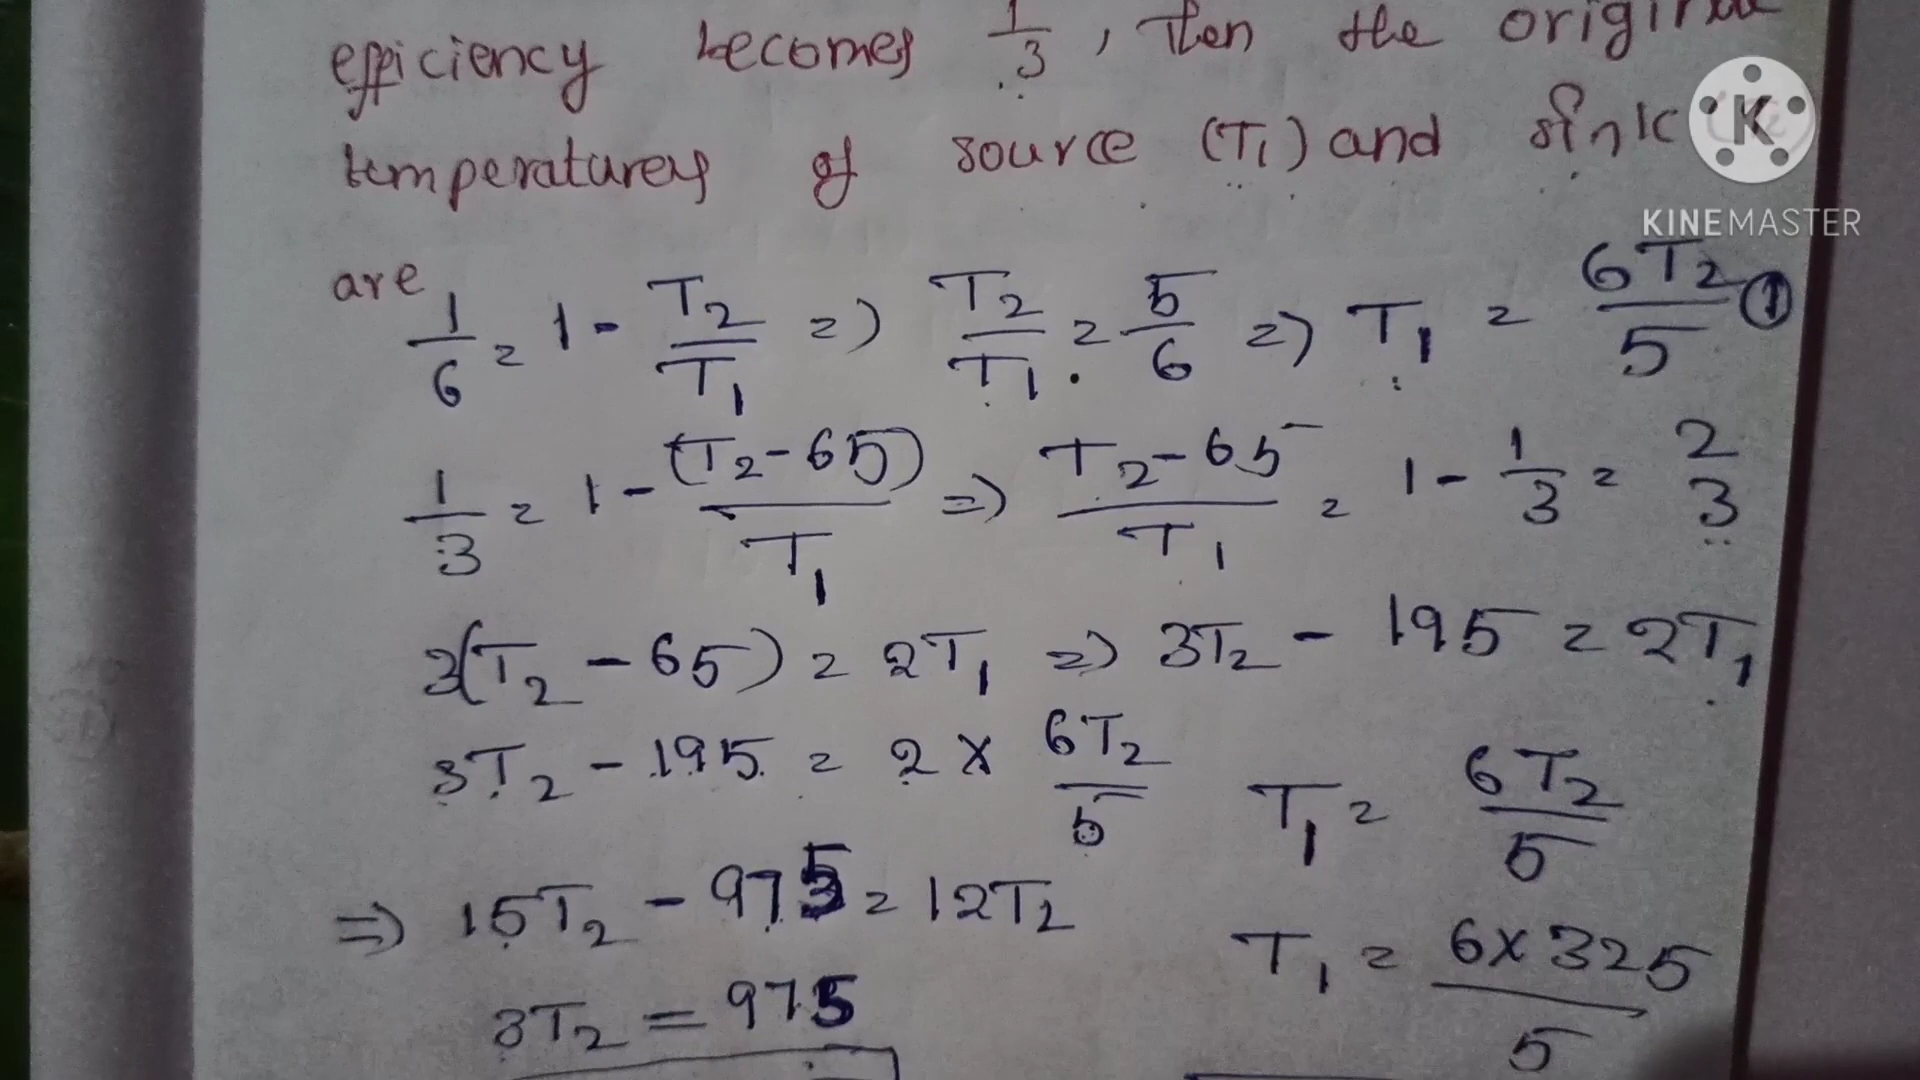 efficiency becomes 1/3, then the original
temperatures of source (T1) and sink
K
KINEMASTER
are
1/6 = 1 - T2/T1 => T2/T1 = 5/6 => T1 = 6T2/5 ①
1/3 = 1 - (T2 - 65)/T1 => T2 - 65/T1 = 1 - 1/3 = 2/3
3(T2 - 65) = 2T1 => 3T2 - 195 = 2T1
3T2 - 195 = 2 x 6T2/5
T1 = 6T2/5
=> 15T2 - 975 = 12T2
T1 = 6x325/5
3T2 = 975